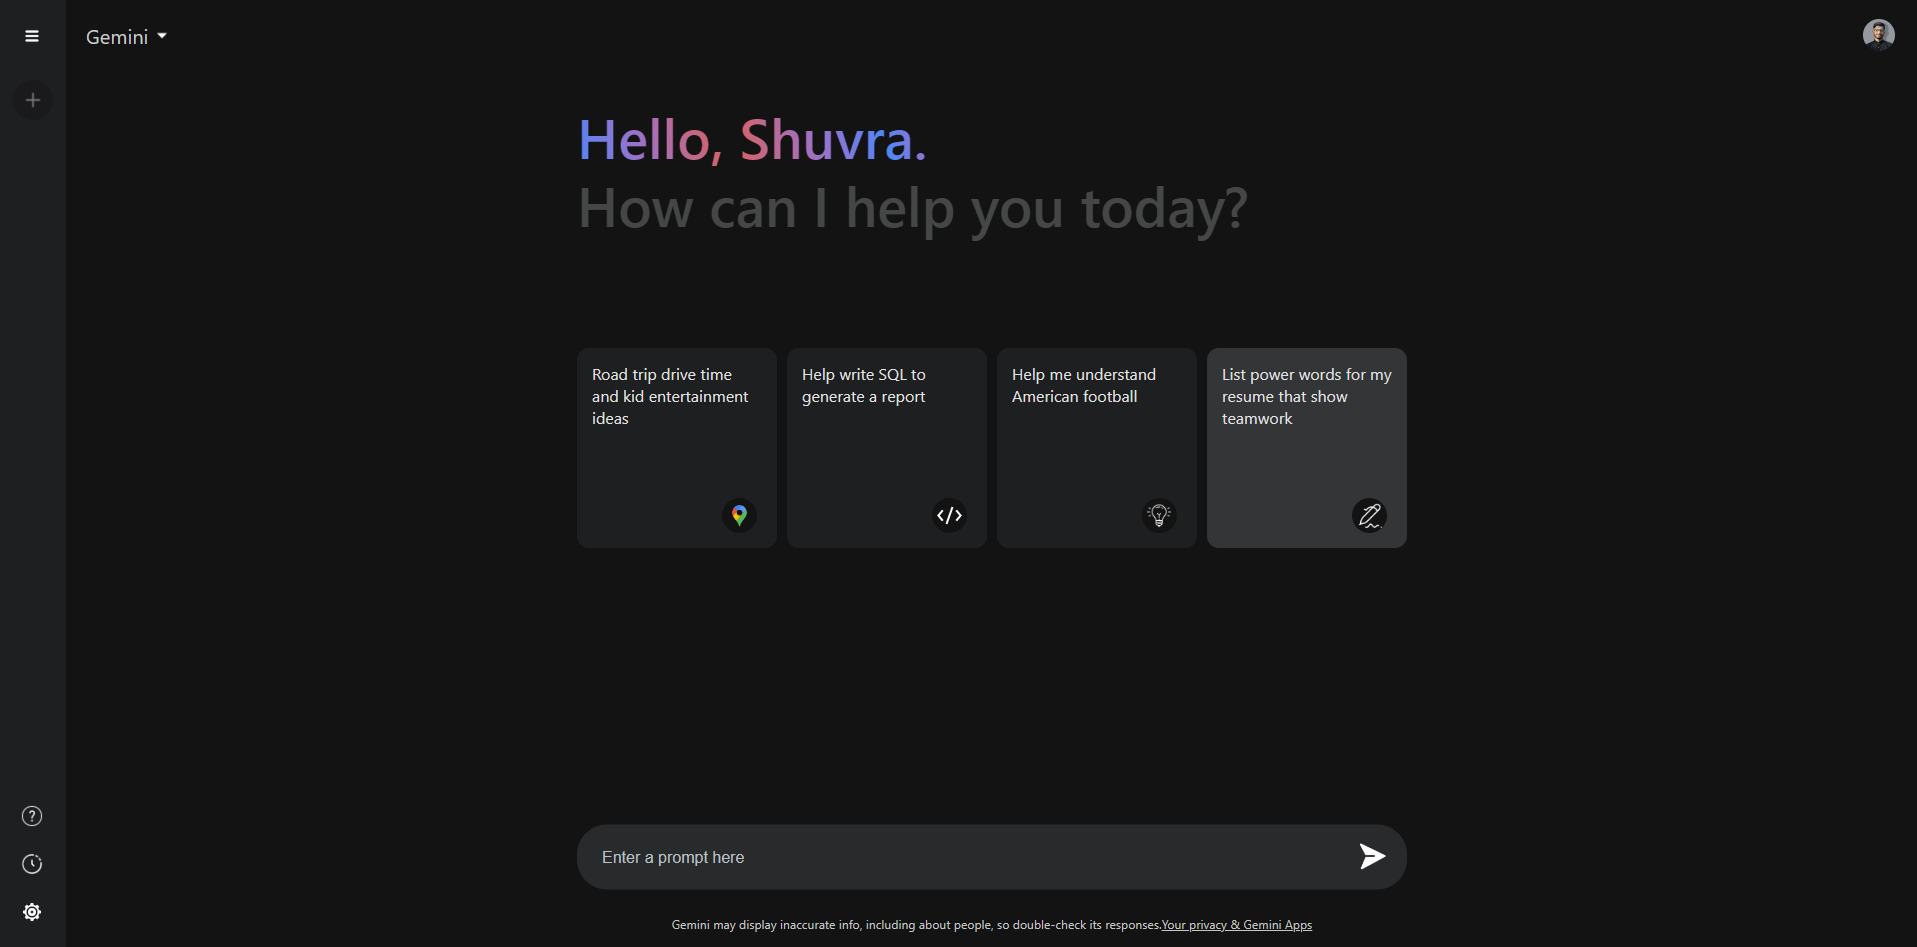 Gemini
Hello, Shuvra.
How can I help you today?
Road trip drive time
and kid entertainment
ideas
Help write SQL to
generate a report
Help me understand
American football
List power words for my
resume that show
teamwork
Enter a prompt here
Gemini may display inaccurate info, including about people, so double-check its responses.Your privacy & Gemini Apps